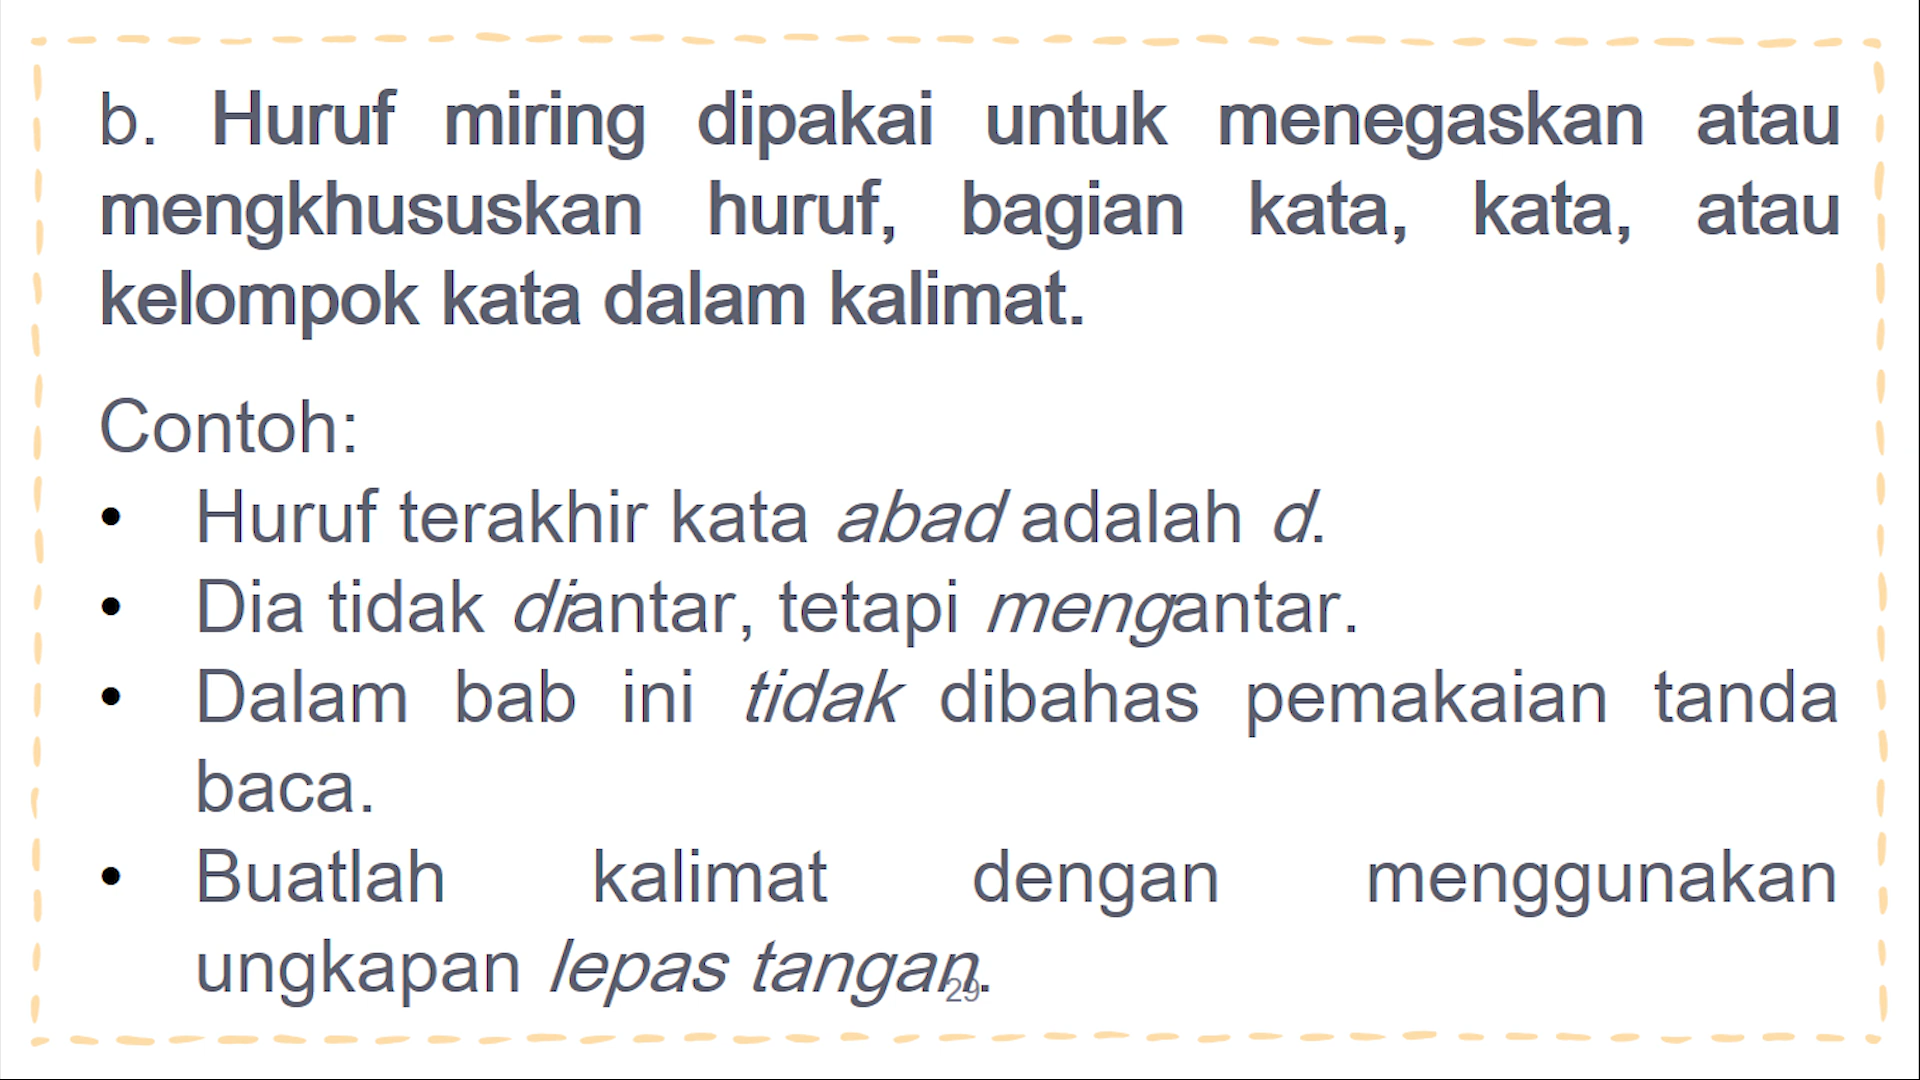 b. Huruf miring dipakai untuk menegaskan atau
mengkhususkan huruf, bagian kata, kata, atau
kelompok kata dalam kalimat.
Contoh:
• Huruf terakhir kata abad adalah d.
• Dia tidak diantar, tetapi mengantar.
• Dalam bab ini tidak dibahas pemakaian tanda
baca.
• Buatlah kalimat dengan menggunakan
ungkapan lepas tangan.
29